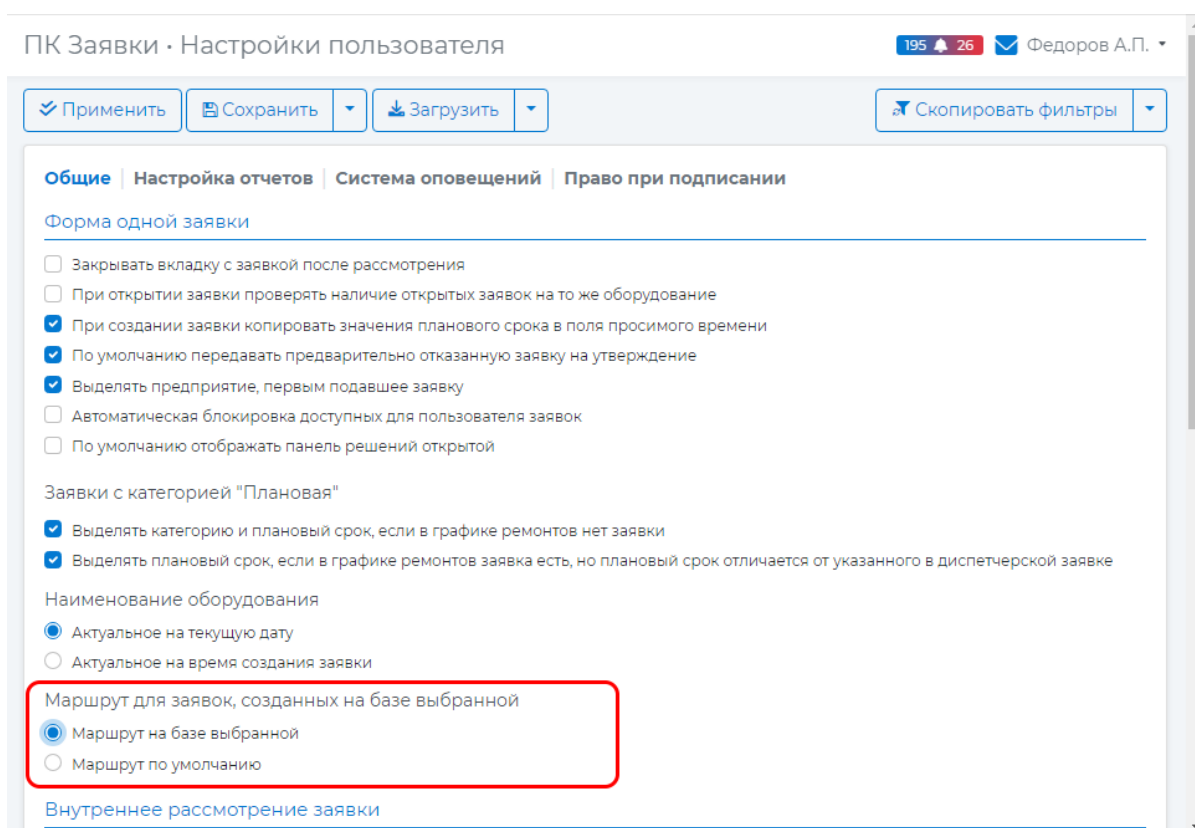 ПК Заявки • Настройки пользователя
195 26 Федоров А.П.
Применить Сохранить Загрузить Скопировать фильтры
Общие Настройка отчетов Система оповещений Право при подписании
Форма одной заявки
Закрывать вкладку с заявкой после рассмотрения
При открытии заявки проверять наличие открытых заявок на то же оборудование
При создании заявки копировать значения планового срока в поля просимого времени
По умолчанию передавать предварительно отказанную заявку на утверждение
Выделять предприятие, первым подавшее заявку
Автоматическая блокировка доступных для пользователя заявок
По умолчанию отображать панель решений открытой
Заявки с категорией "Плановая"
Выделять категорию и плановый срок, если в графике ремонтов нет заявки
Выделять плановый срок, если в графике ремонтов заявка есть, но плановый срок отличается от указанного в диспетчерской заявке
Наименование оборудования
Актуальное на текущую дату
Актуальное на время создания заявки
Маршрут для заявок, созданных на базе выбранной
Маршрут на базе выбранной
Маршрут по умолчанию
Внутреннее рассмотрение заявки